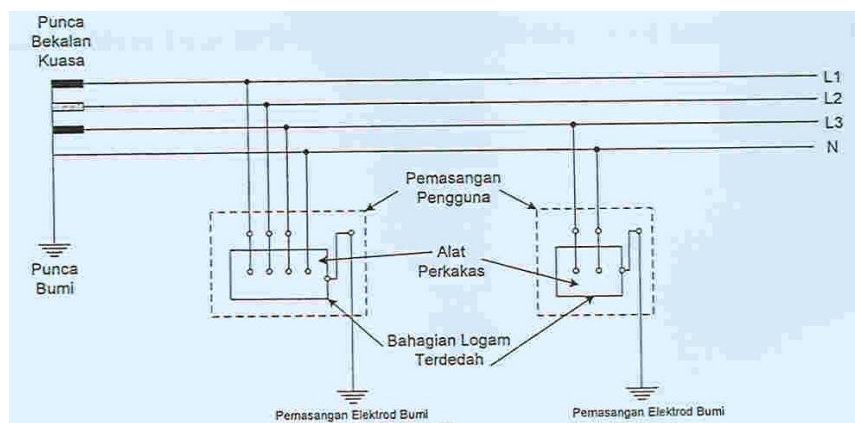 Punca
Bekalan
Kuasa
L1
L2
L3
N
Pemasangan
Pengguna
Alat
Perkakas
Punca
Bumi
Bahagian Logam
Terdedah
Pemasangan Elektrod Bumi
Pemasangan Elektrod Bumi